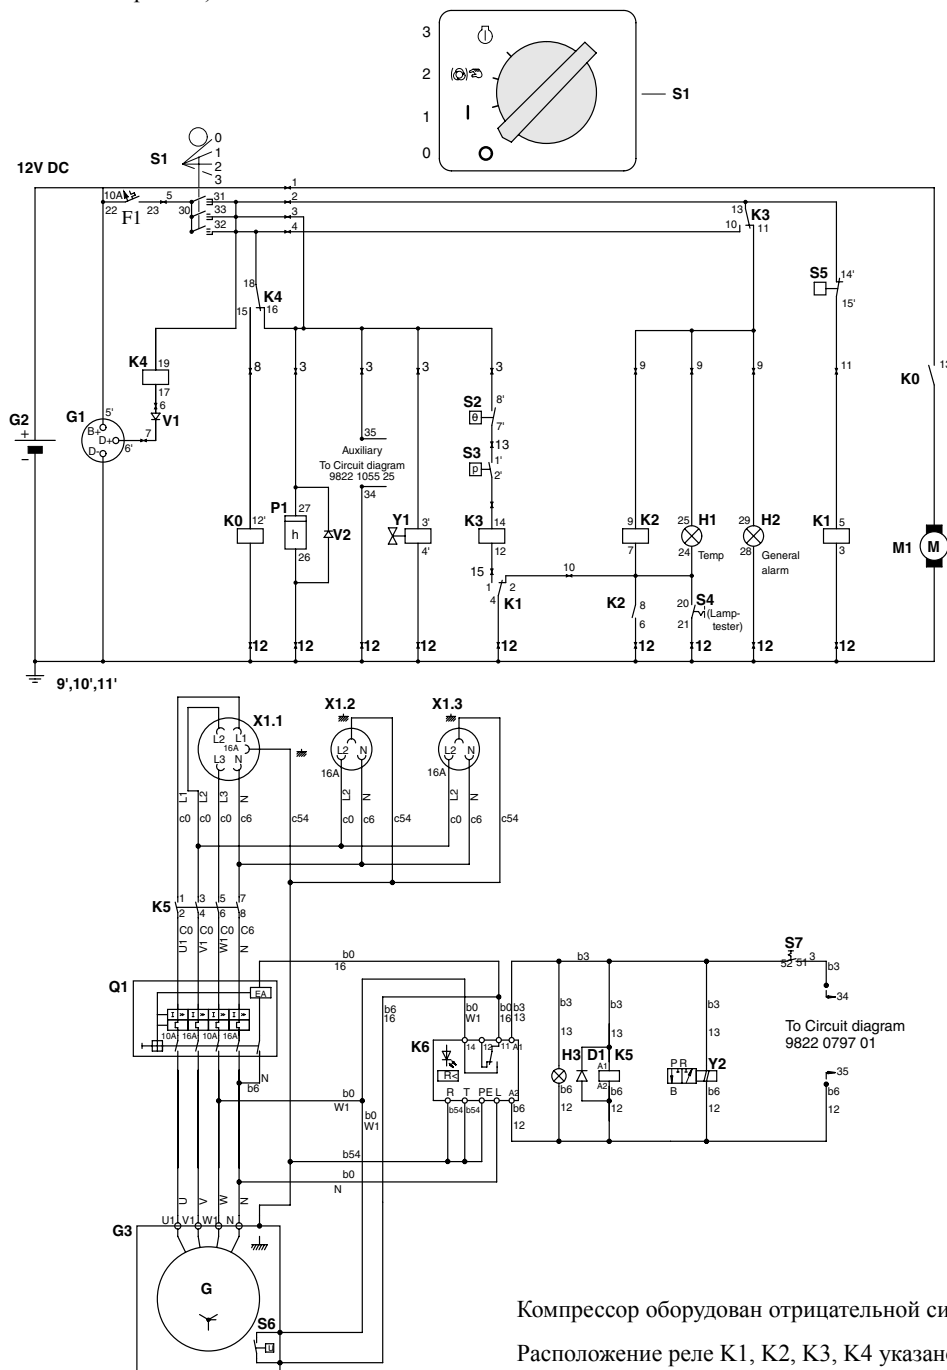 3
2
1
0
S1
S1
0
1
2
3
12V DC
10A
5
22
F1
23
30
31
33
32
1
2
3
4
13
K3
10
11
18
K4
15
16
S5
14'
15'
K4
19
17
6
V1
G1
5'
B+
D+
D-
7
6'
G2
+
−
8
3
3
3
3
9
9
9
11
K0
13
S2
θ
8'
7'
13
S3
p
1'
2'
35
Auxiliary
To Circuit diagram
9822 1055 25
34
K0
12'
P1
27
h
26
V2
Y1
3'
4'
K3
14
12
K2
9
7
H1
25
24
Temp
H2
29
28
General
alarm
K1
5
3
M1
M
15
1
2
4
K1
10
K2
8
6
20
S4
21
(Lamp-
tester)
12
12
12
12
12
12
12
12
12
9',10',11'
X1.1
X1.2
X1.3
L2
L1
16A
L3
N
L2
N
16A
L2
N
16A
L1
L2
L3
N
c0
c0
c0
c6
c54
L2
N
c0
c6
c54
L2
N
c0
c6
c54
K5
1
3
5
7
2
4
6
8
C0
C0
C0
C6
U1
V1
W1
N
Q1
EA
10A
16A
10A
16A
N
b6
b0
16
b6
16
b0
W1
b0
16
b3
13
K6
14
12
11
A1
R<
R
T
PE
L
A2
b54
b54
b6
12
b0
W1
b0
W1
b54
b0
N
b3
S7
52
51
3
b3
34
To Circuit diagram
9822 0797 01
35
b6
12
b3
13
H3
b6
12
D1
b3
13
K5
A1
A2
b6
12
b3
13
P R
B
Y2
b6
12
U
V
W
N
U1
V1
W1
N
G3
G
S6
u
Компрессор оборудован отрицательной
Расположение реле K1, K2, K3, K4